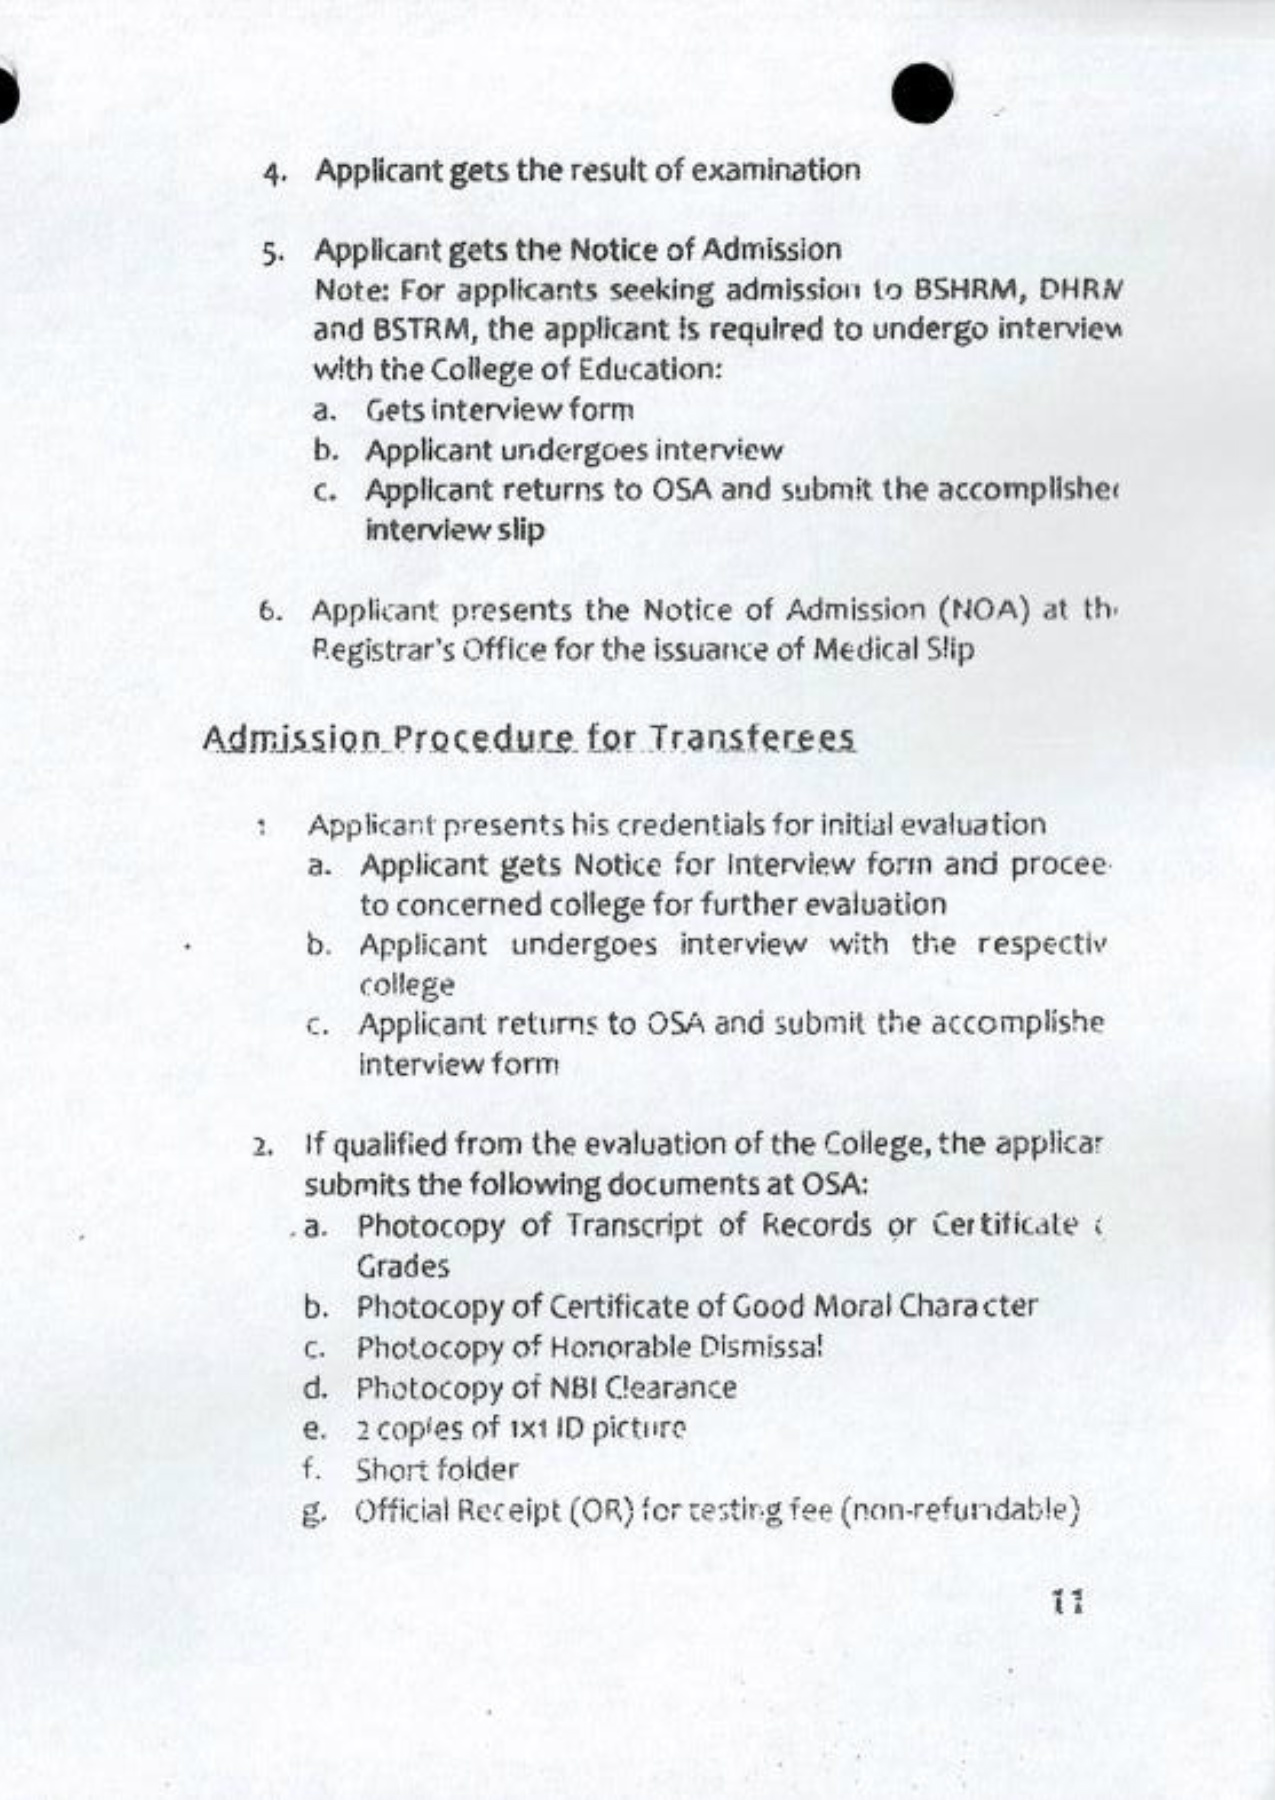 4. Applicant gets the result of examination
5. Applicant gets the Notice of Admission
Note: For applicants seeking admission to BSHRM, DHRM
and BSTRM, the applicant is required to undergo interview
with the College of Education:
a. Gets interview form
b. Applicant undergoes interview
c. Applicant returns to OSA and submit the accomplished
interview slip
6. Applicant presents the Notice of Admission (NOA) at th
Registrar's Office for the issuance of Medical Slip
Admission Procedure for Transferees
1 Applicant presents his credentials for initial evaluation
a. Applicant gets Notice for Interview form and procee
to concerned college for further evaluation
b. Applicant undergoes interview with the respectiv
college
c. Applicant returns to OSA and submit the accomplishe
interview form
2. If qualified from the evaluation of the College, the applican
submits the following documents at OSA:
a. Photocopy of Transcript of Records or Certificate
Grades
b. Photocopy of Certificate of Good Moral Character
c. Photocopy of Honorable Dismissal
d. Photocopy of NBI Clearance
e. 2 copies of 1x1 ID picture
f. Short folder
g. Official Receipt (OR) for testing fee (non-refundable)
11